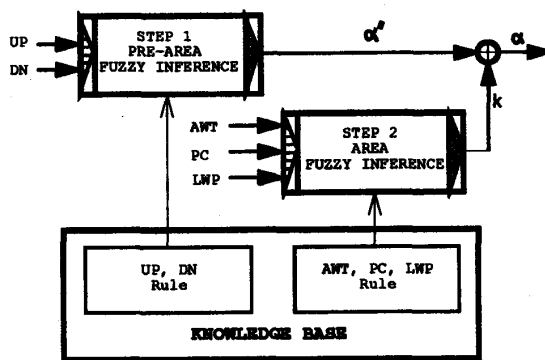 STEP 1
PRE-AREA
FUZZY INFERENCE
UP
DN
α"
α
k
AWT
PC
LWP
STEP 2
AREA
FUZZY INFERENCE
UP, DN
Rule
AWT, PC, LWP
Rule
KNOWLEDGE BASE